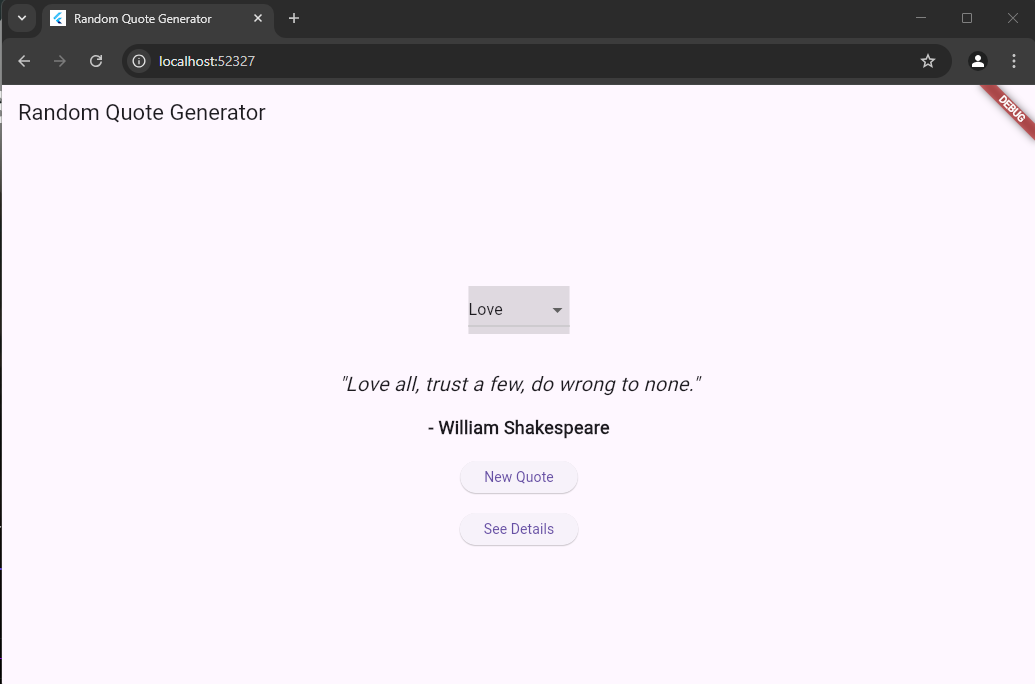 Random Quote Generator
localhost:52327
Random Quote Generator
DEBUG
Love
"Love all, trust a few, do wrong to none."
- William Shakespeare
New Quote
See Details